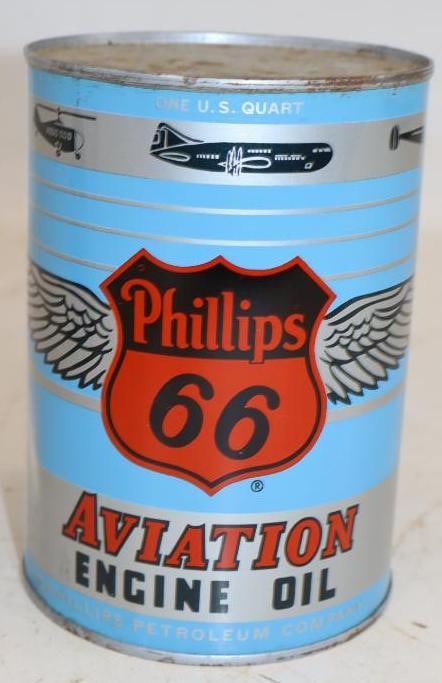 ONE U.S. QUART
Phillips
66
®
AVIATION
ENGINE OIL
PHILLIPS PETROLEUM COMPANY